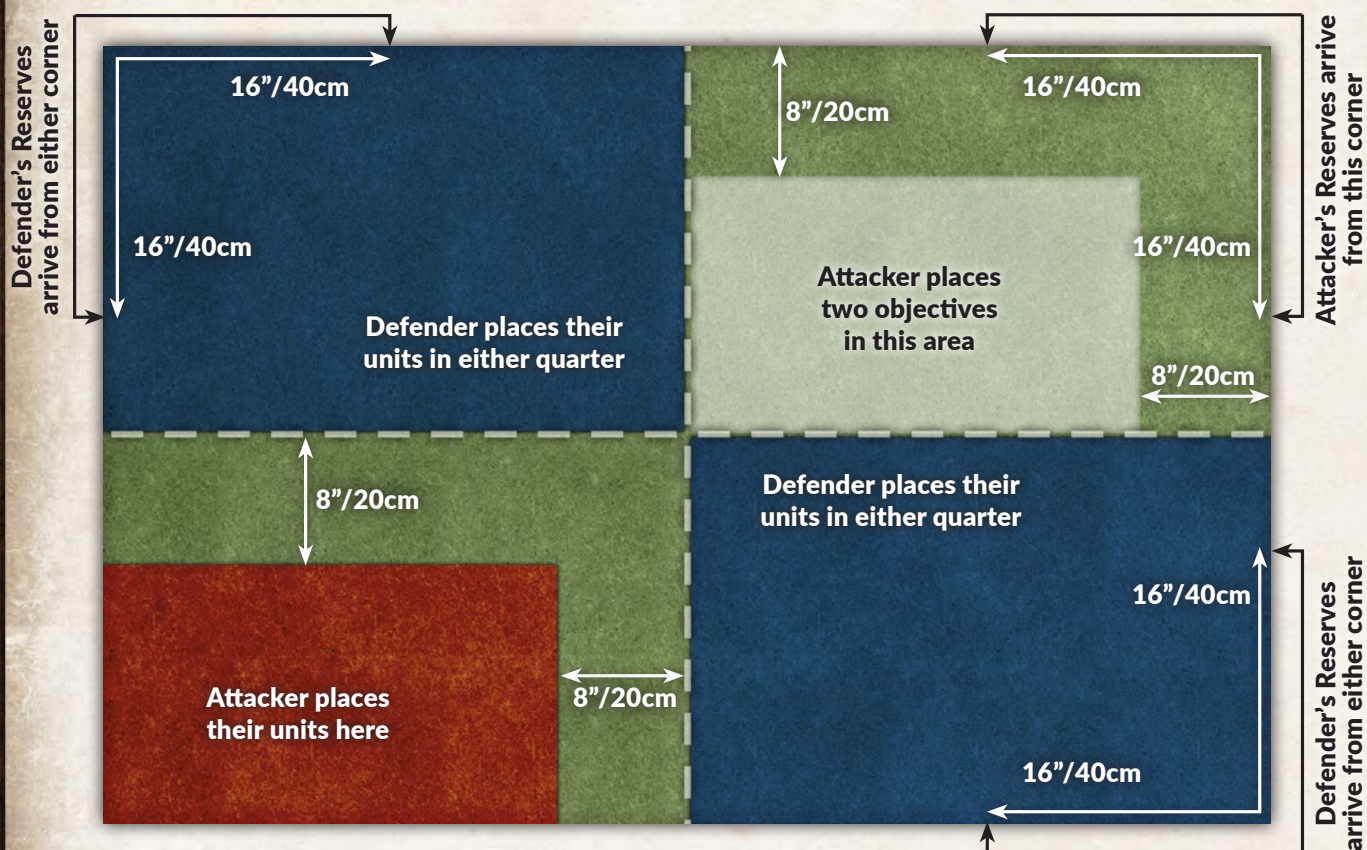 Defender’s Reserves
arrive from either corner
16”/40cm
16”/40cm
Defender places their
units in either quarter
8”/20cm
16”/40cm
Attacker’s Reserves arrive
from this corner
16”/40cm
Attacker places
two objectives
in this area
8”/20cm
8”/20cm
Attacker places
their units here
8”/20cm
Defender places their
units in either quarter
16”/40cm
16”/40cm
Defender’s Reserves
arrive from either corner